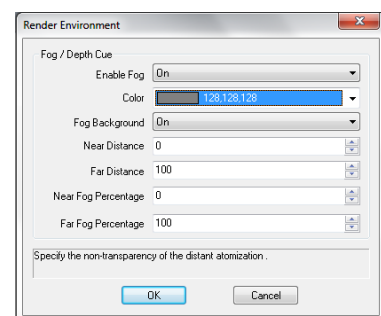 Render Environment
Fog / Depth Cue
Enable Fog On
Color 128,128,128
Fog Background On
Near Distance 0
Far Distance 100
Near Fog Percentage 0
Far Fog Percentage 100
Specify the non-transparency of the distant atomization .
OK Cancel